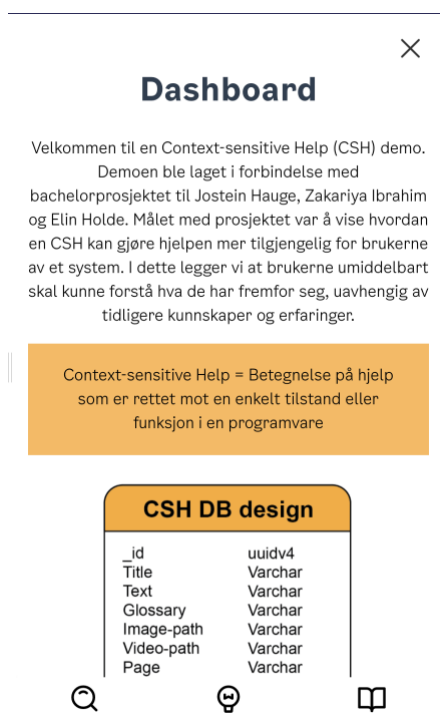 Dashboard
Velkommen til en Context-sensitive Help (CSH) demo.
Demoen ble laget i forbindelse med
bachelorprosjektet til Jostein Hauge, Zakariya Ibrahim
og Elin Holde. Målet med prosjektet var å vise hvordan
en CSH kan gjøre hjelpen mer tilgjengelig for brukerne
av et system. I dette legger vi at brukerne umiddelbart
skal kunne forstå hva de har fremfor seg, uavhengig av
tidligere kunnskaper og erfaringer.
Context-sensitive Help = Betegnelse på hjelp
som er rettet mot en enkelt tilstand eller
funksjon i en programvare
CSH DB design
_id uuidv4
Title Varchar
Text Varchar
Glossary Varchar
Image-path Varchar
Video-path Varchar
Page Varchar